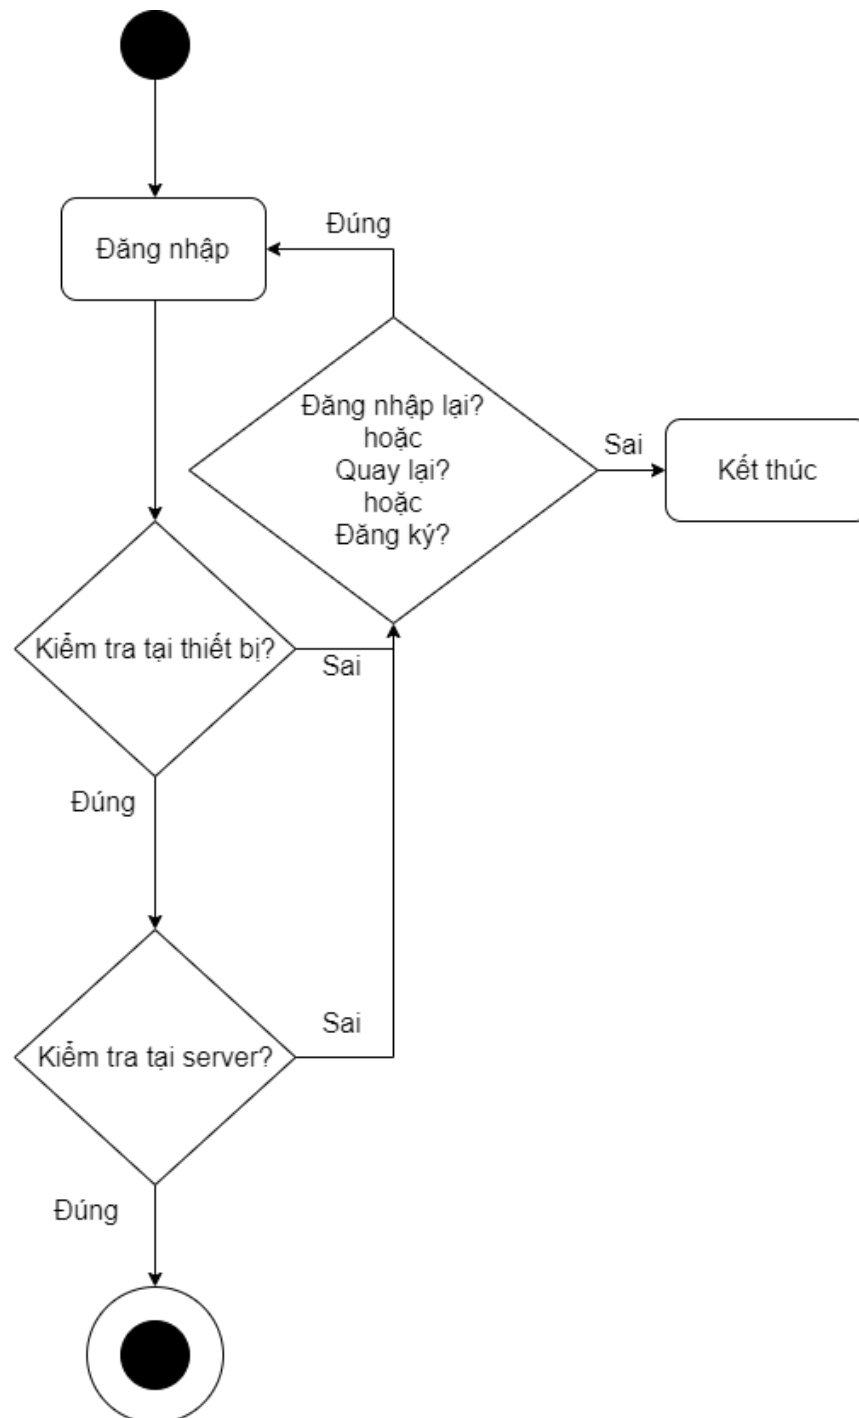 Đăng nhập
Đúng
Đăng nhập lại?
hoặc
Quay lại?
hoặc
Đăng ký?
Sai
Kết thúc
Kiểm tra tại thiết bị?
Sai
Đúng
Kiểm tra tại server?
Sai
Đúng